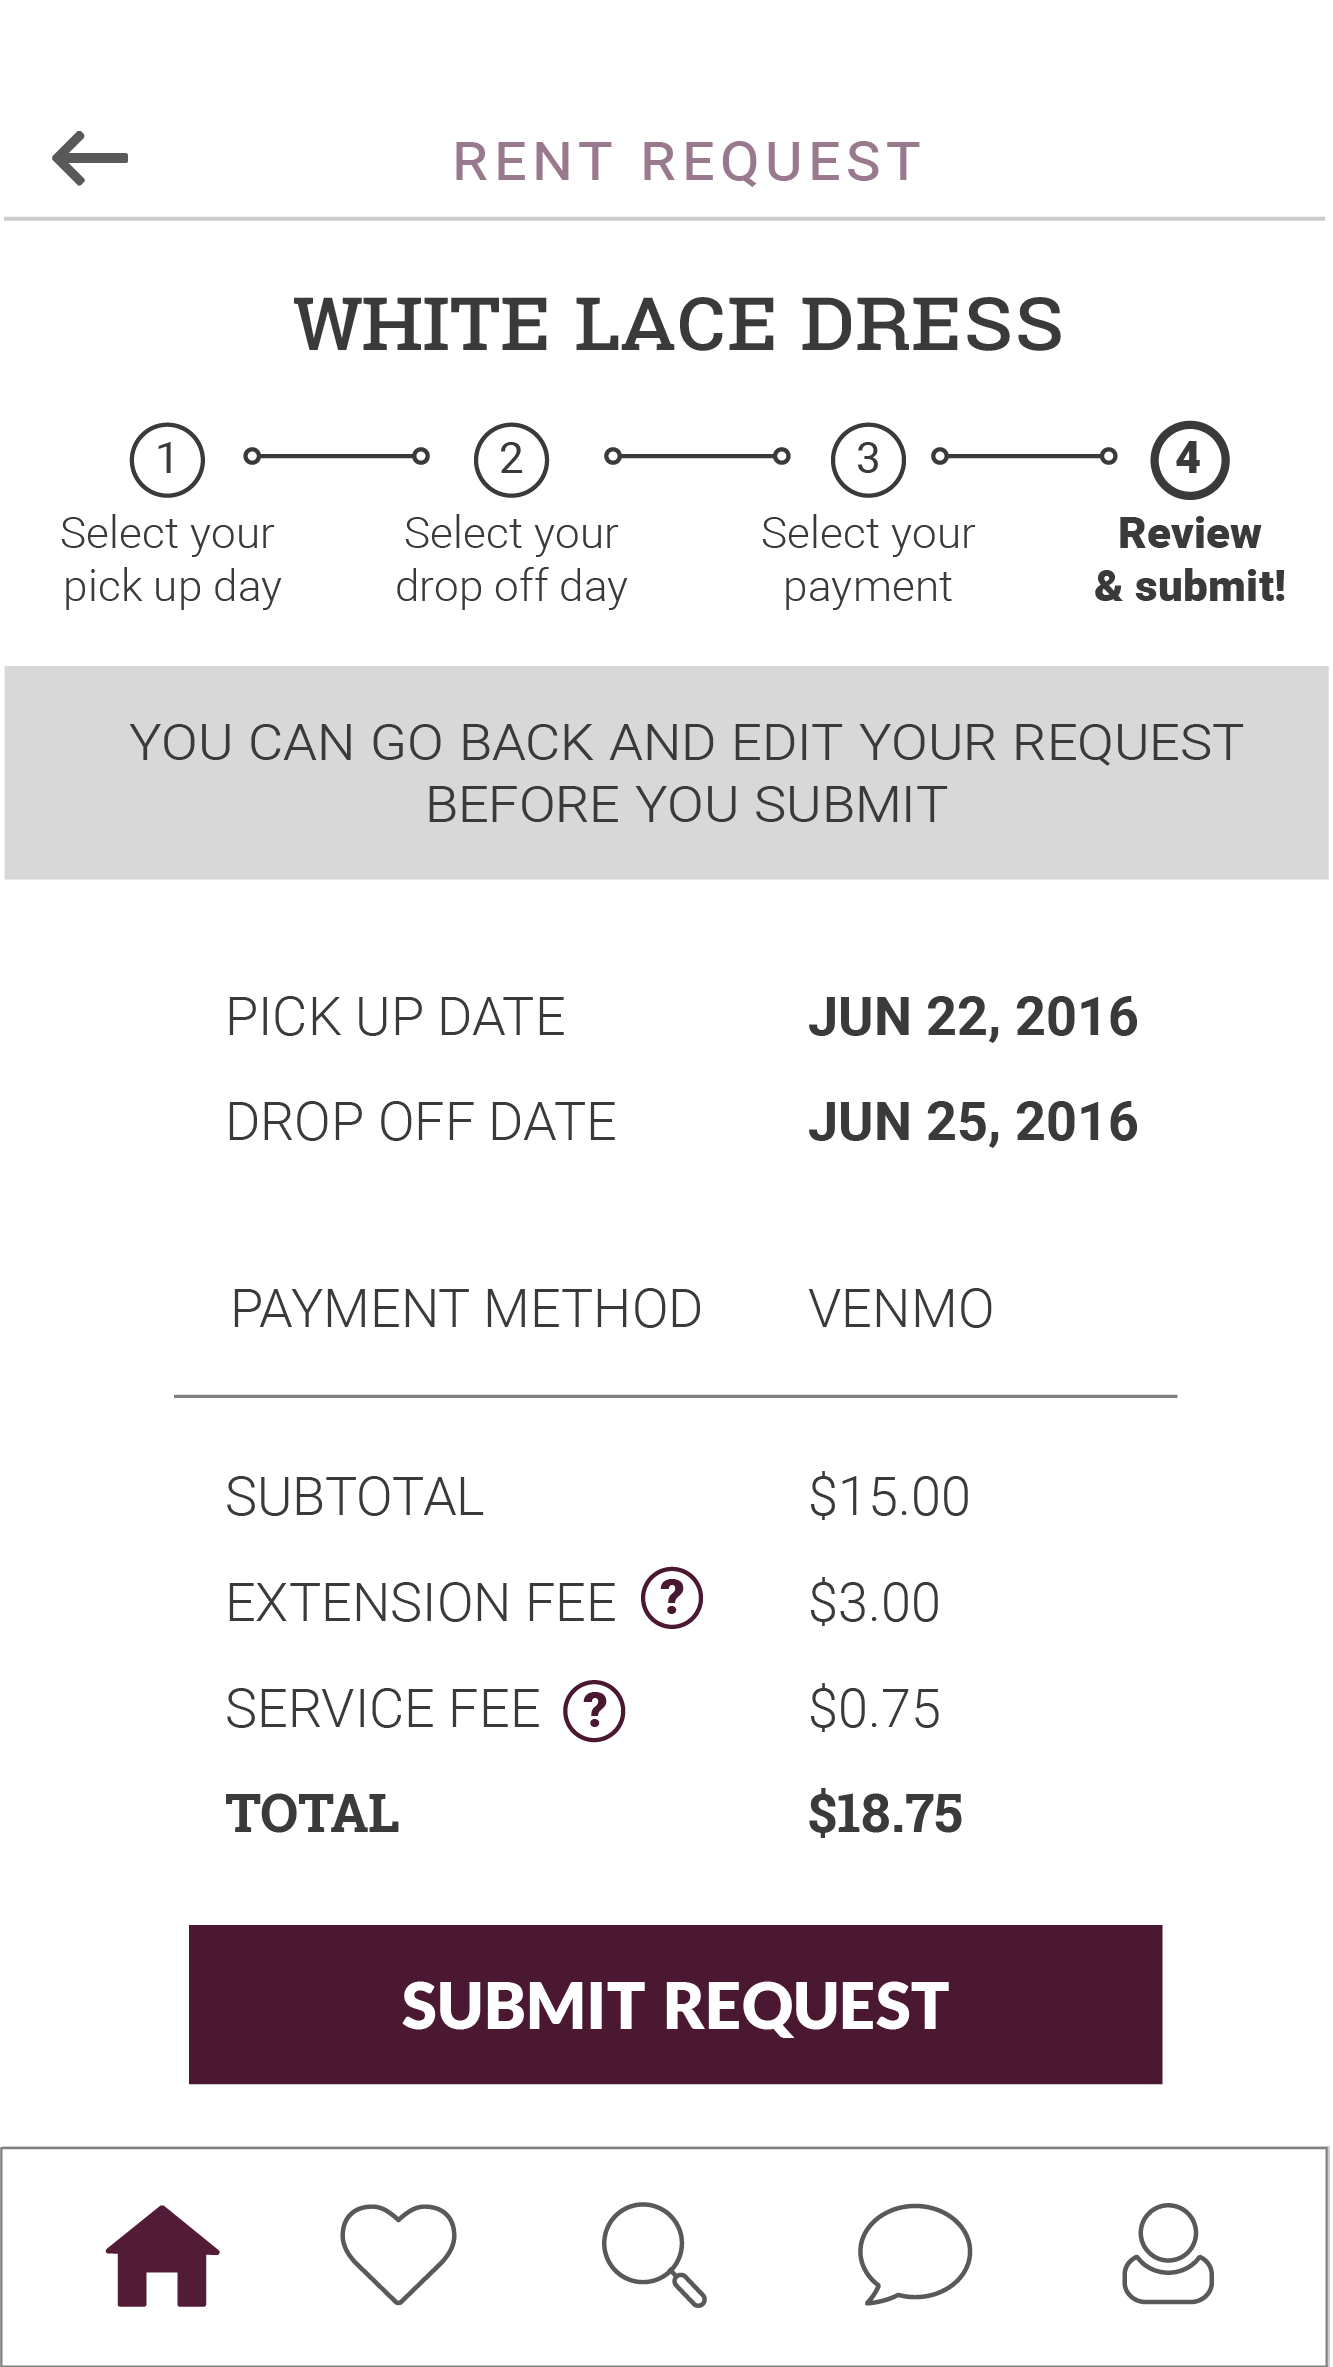 RENT REQUEST
WHITE LACE DRESS
1 2 3 4
Select your Select your Select your Review
pick up day drop off day payment & submit!
YOU CAN GO BACK AND EDIT YOUR REQUEST
BEFORE YOU SUBMIT
PICK UP DATE JUN 22, 2016
DROP OFF DATE JUN 25, 2016
PAYMENT METHOD VENMO
SUBTOTAL $15.00
EXTENSION FEE ? $3.00
SERVICE FEE ? $0.75
TOTAL $18.75
SUBMIT REQUEST